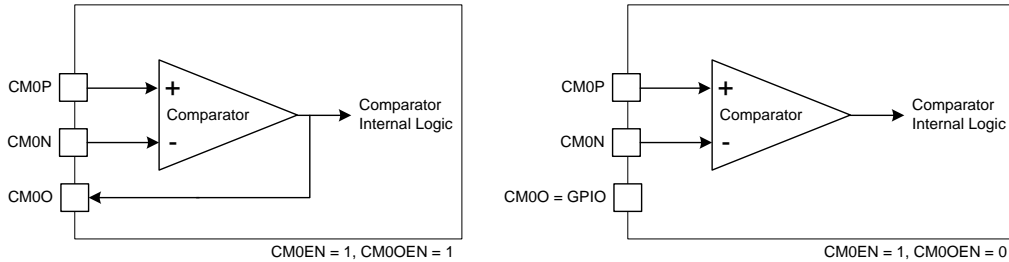 CM0P
+
Comparator
Comparator
Internal Logic
CM0N
-
CM0O
CM0EN = 1, CM0OEN = 1
CM0P
+
Comparator
Comparator
Internal Logic
CM0N
-
CM0O = GPIO
CM0EN = 1, CM0OEN = 0